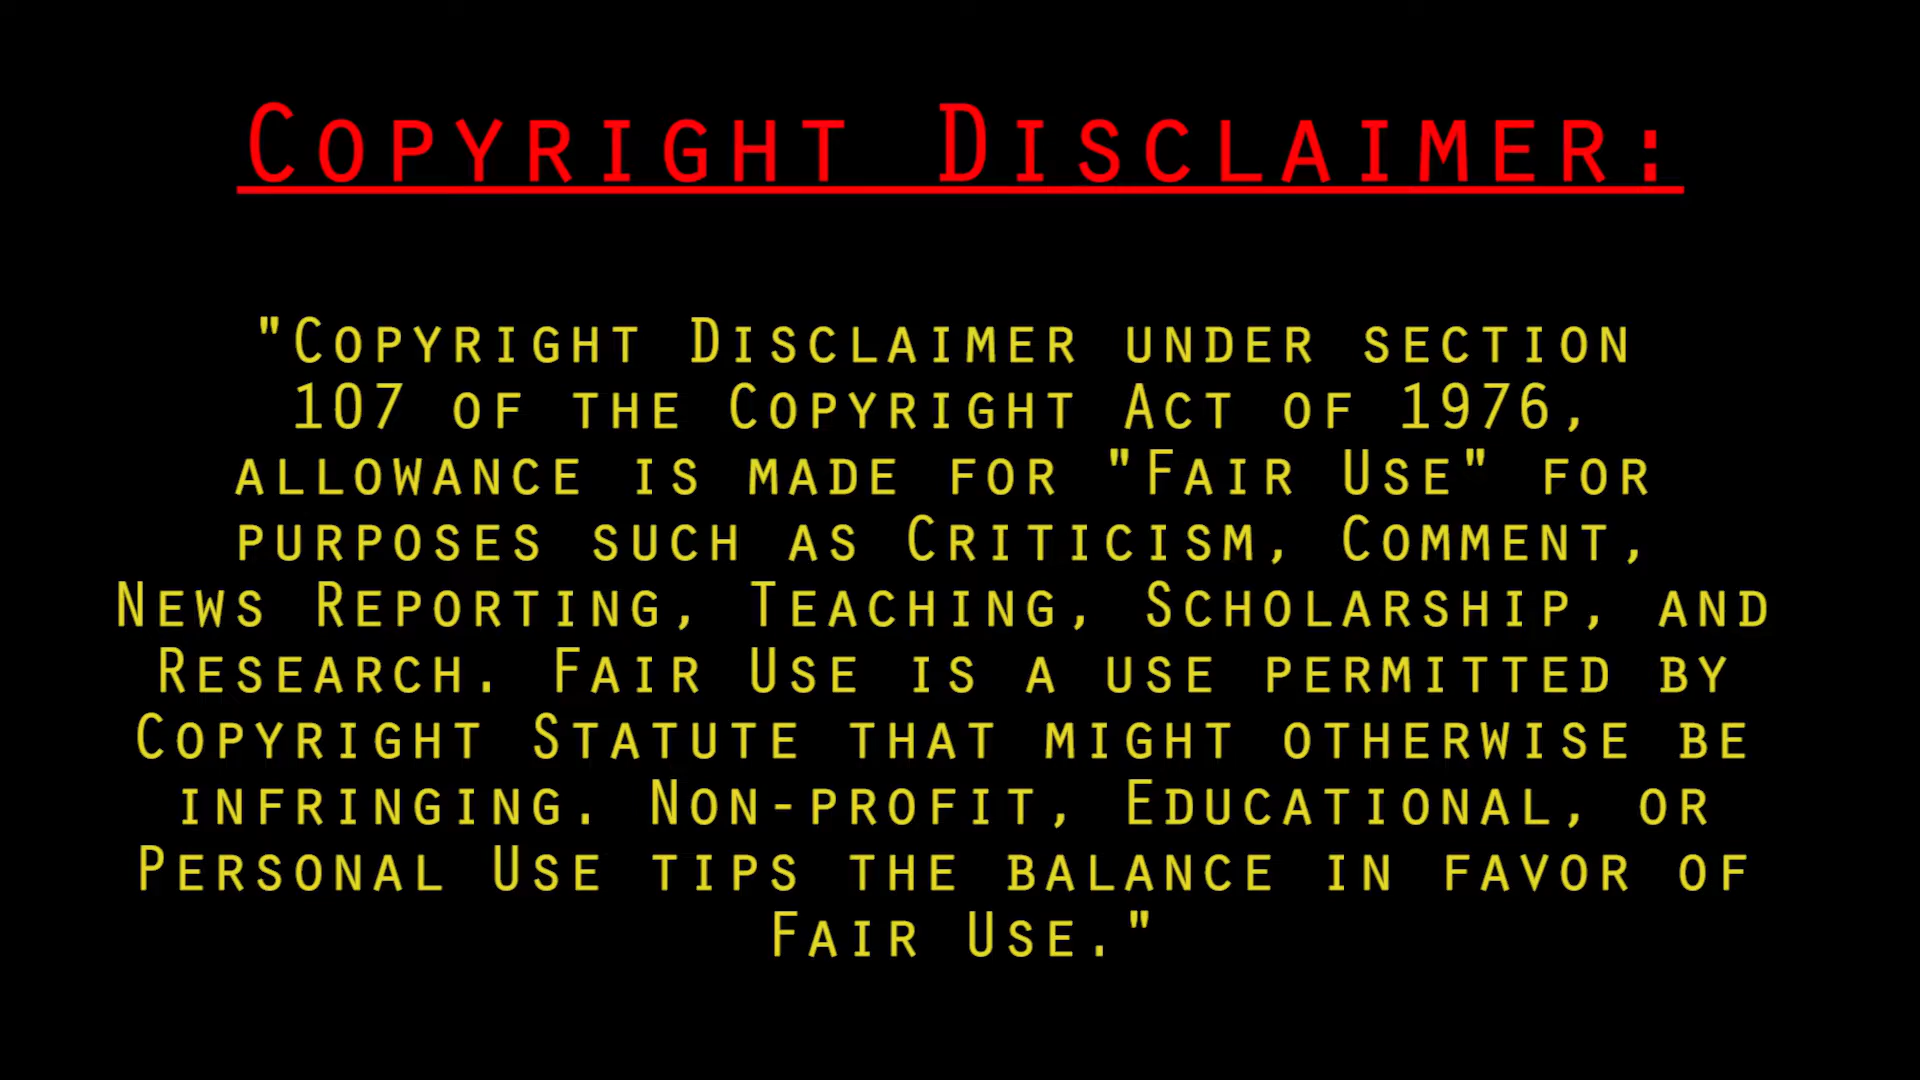 Copyright Disclaimer:
"Copyright Disclaimer under section
107 of the Copyright Act of 1976,
allowance is made for "Fair Use" for
purposes such as Criticism, Comment,
News Reporting, Teaching, Scholarship, and
Research. Fair Use is a use permitted by
Copyright Statute that might otherwise be
infringing. Non-profit, Educational, or
Personal Use tips the balance in favor of
Fair Use."